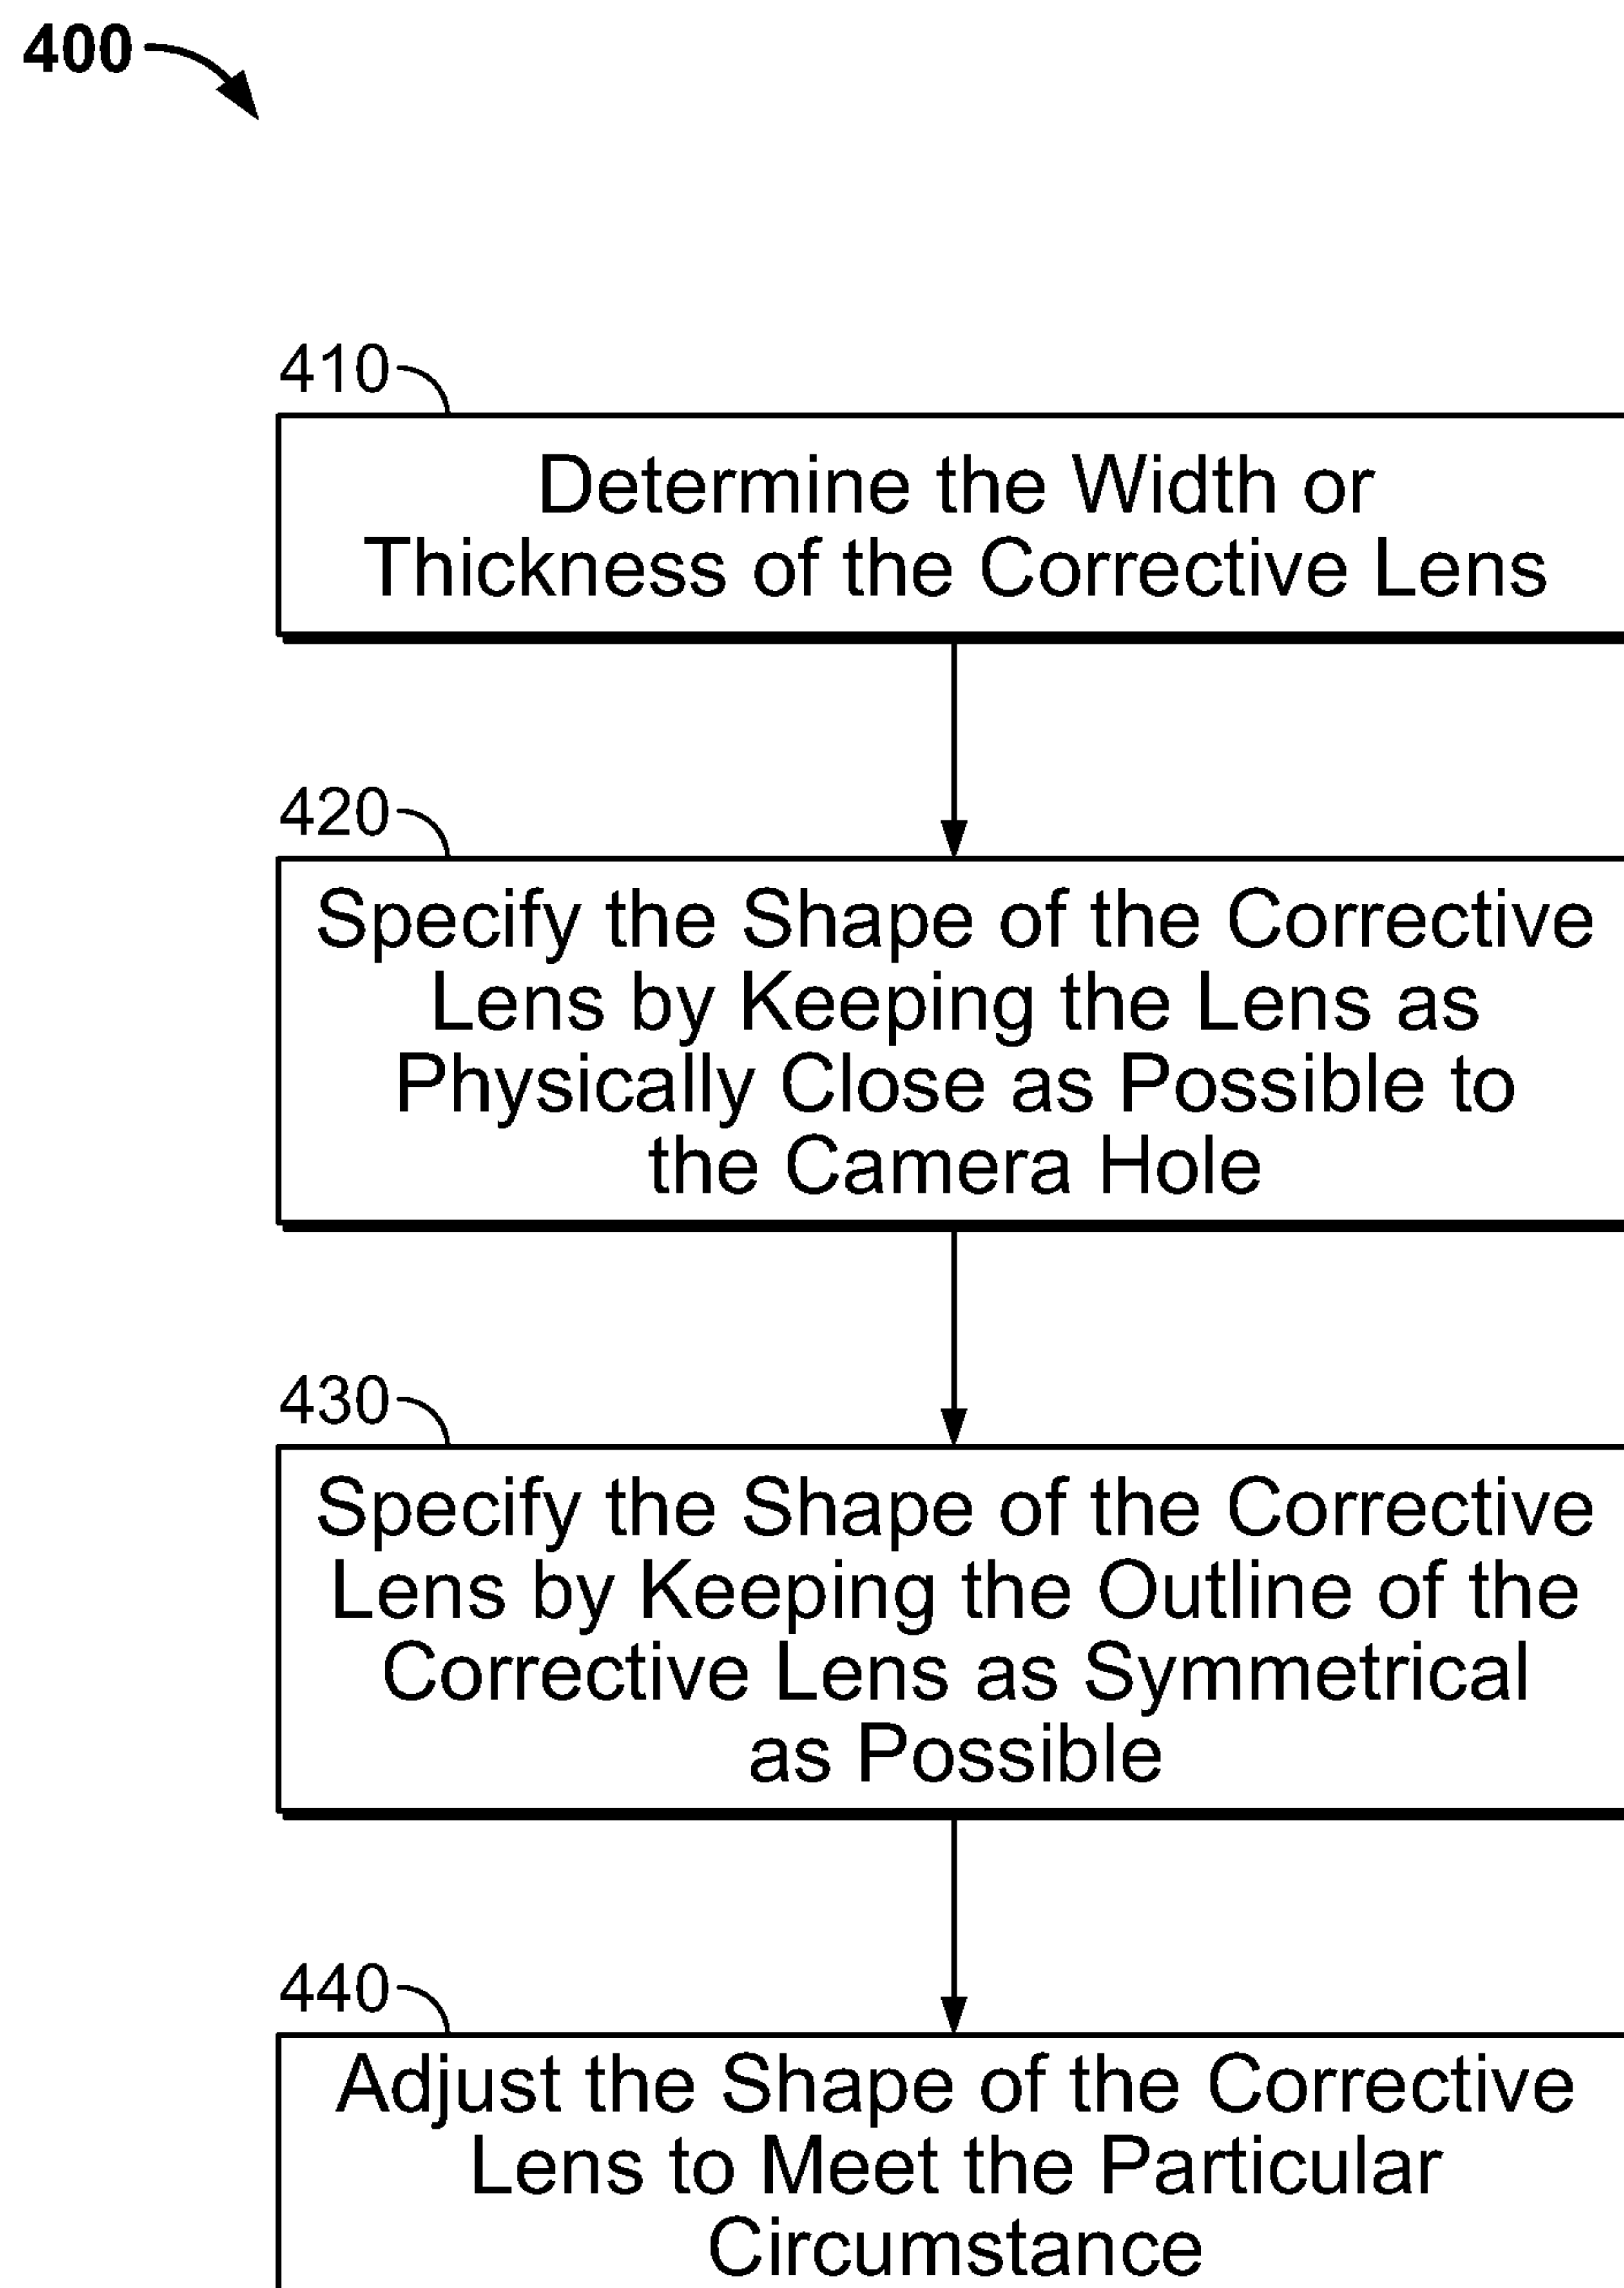 400
410
Determine the Width or
Thickness of the Corrective Lens
420
Specify the Shape of the Corrective
Lens by Keeping the Lens as
Physically Close as Possible to
the Camera Hole
430
Specify the Shape of the Corrective
Lens by Keeping the Outline of the
Corrective Lens as Symmetrical
as Possible
440
Adjust the Shape of the Corrective
Lens to Meet the Particular
Circumstance